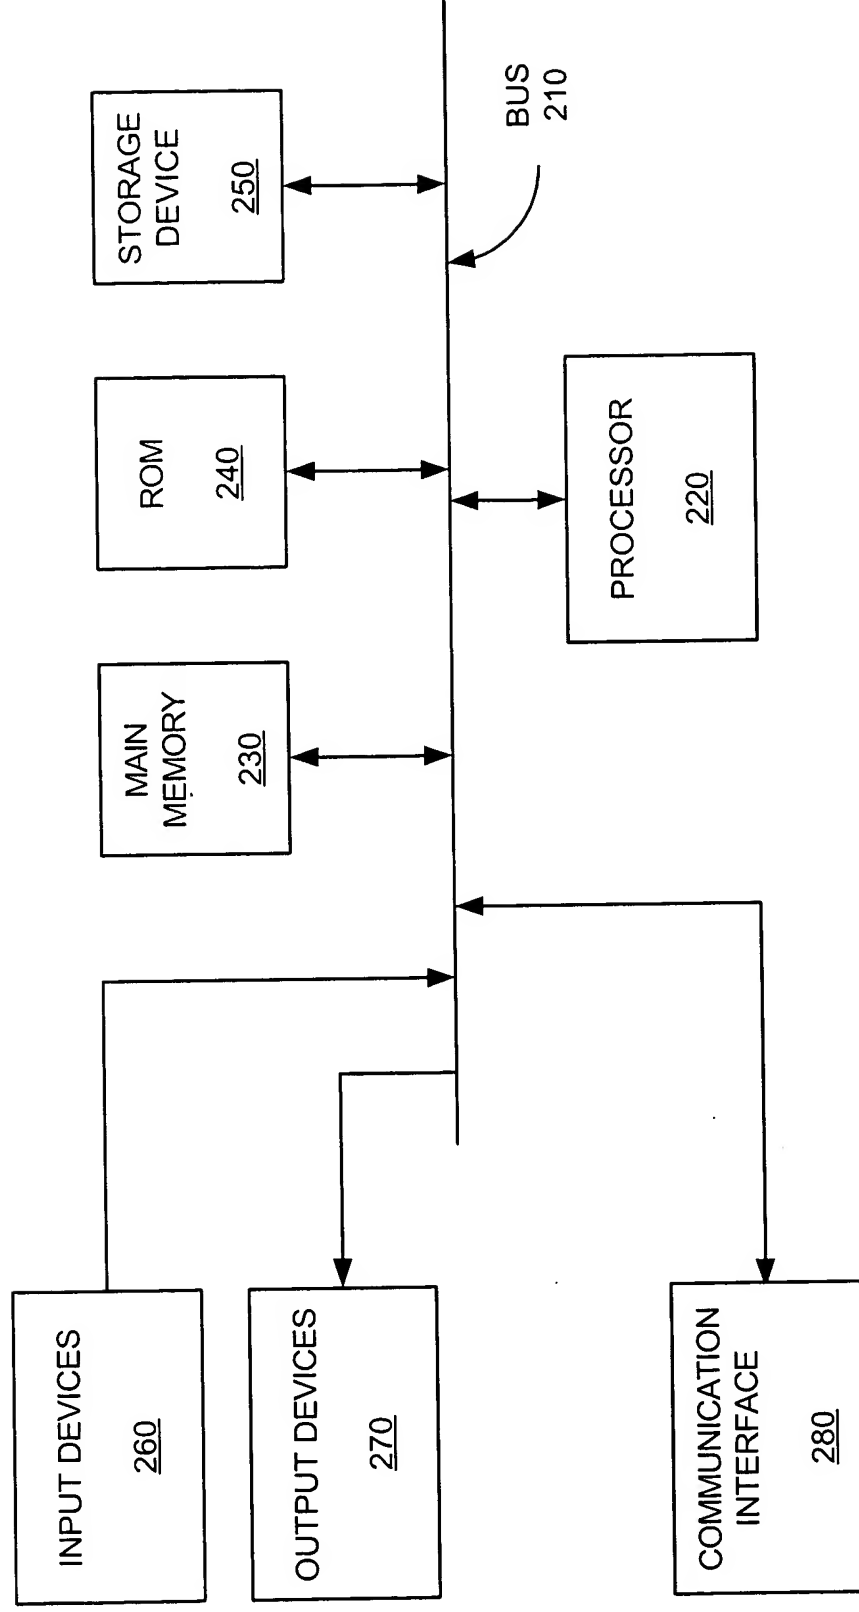 INPUT DEVICES
260
OUTPUT DEVICES
270
COMMUNICATION
INTERFACE
280
MAIN
MEMORY
230
ROM
240
STORAGE
DEVICE
250
PROCESSOR
220
BUS
210